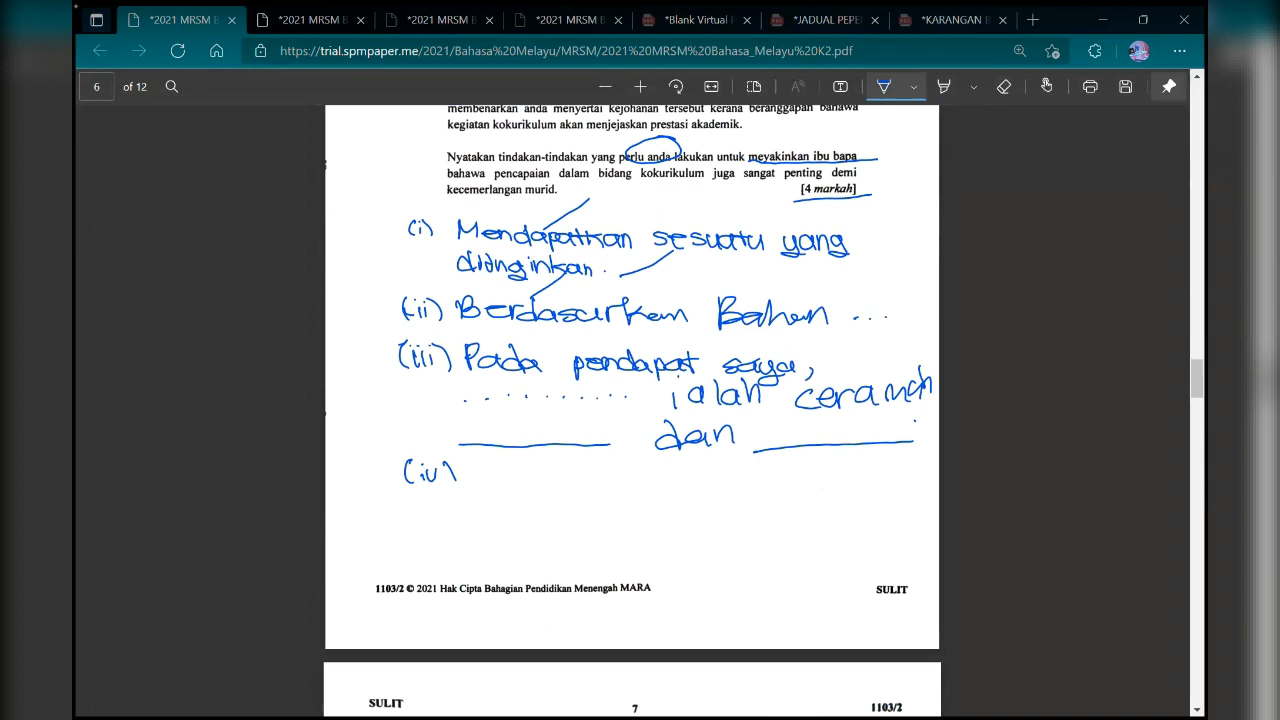 *2021 MRSM B
*2021 MRSM B
*2021 MRSM B
*2021 MRSM B
*Blank Virtual P
*JADUAL PEPE
*KARANGAN B
https://trial.spmpaper.me/2021/Bahasa%20Melayu/MRSM/2021%20MRSM%20Bahasa_Melayu%20K2.pdf
6 of 12
membenarkan anda menyertai kejohanan tersebut kerana beranggapan bahawa
kegiatan kokurikulum akan menjejaskan prestasi akademik.
Nyatakan tindakan-tindakan yang perlu anda lakukan untuk meyakinkan ibu bapa
bahawa pencapaian dalam bidang kokurikulum juga sangat penting demi
kecemerlangan murid. [4 markah]
(i) Mendapatkan sesuatu yang
diinginkan.
(ii) Berdasarkan Bahan ...
(iii) Pada pendapat saya,
.......... ialah ceramah
dan
(iv)
1103/2 © 2021 Hak Cipta Bahagian Pendidikan Menengah MARA SULIT
SULIT 7 1103/2